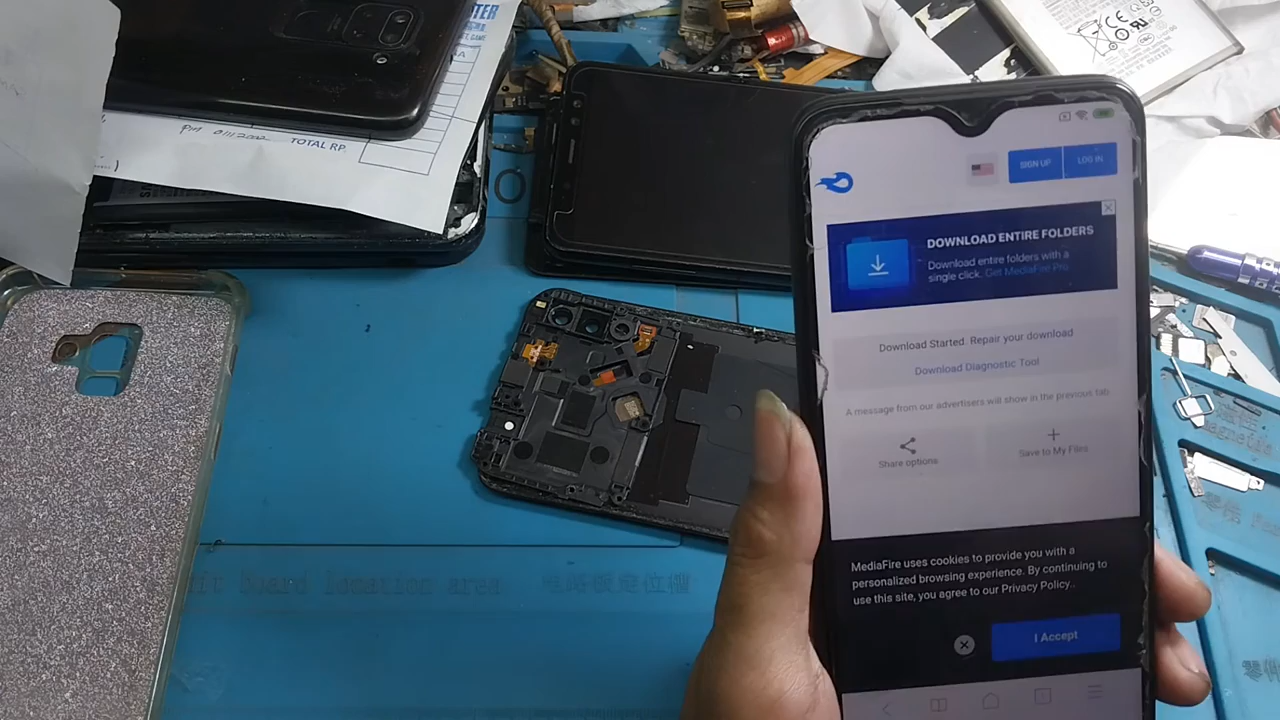 TOTAL RP.
SIGN UP
LOG IN
DOWNLOAD ENTIRE FOLDERS
Download entire folders with a
single click. Get MediaFire Pro
Download Started. Repair your download
Download Diagnostic Tool
A message from our advertisers will show in the previous tab
Share options
Save to My Files
MediaFire uses cookies to provide you with a
personalized browsing experience. By continuing to
use this site, you agree to our Privacy Policy..
I Accept
board location area